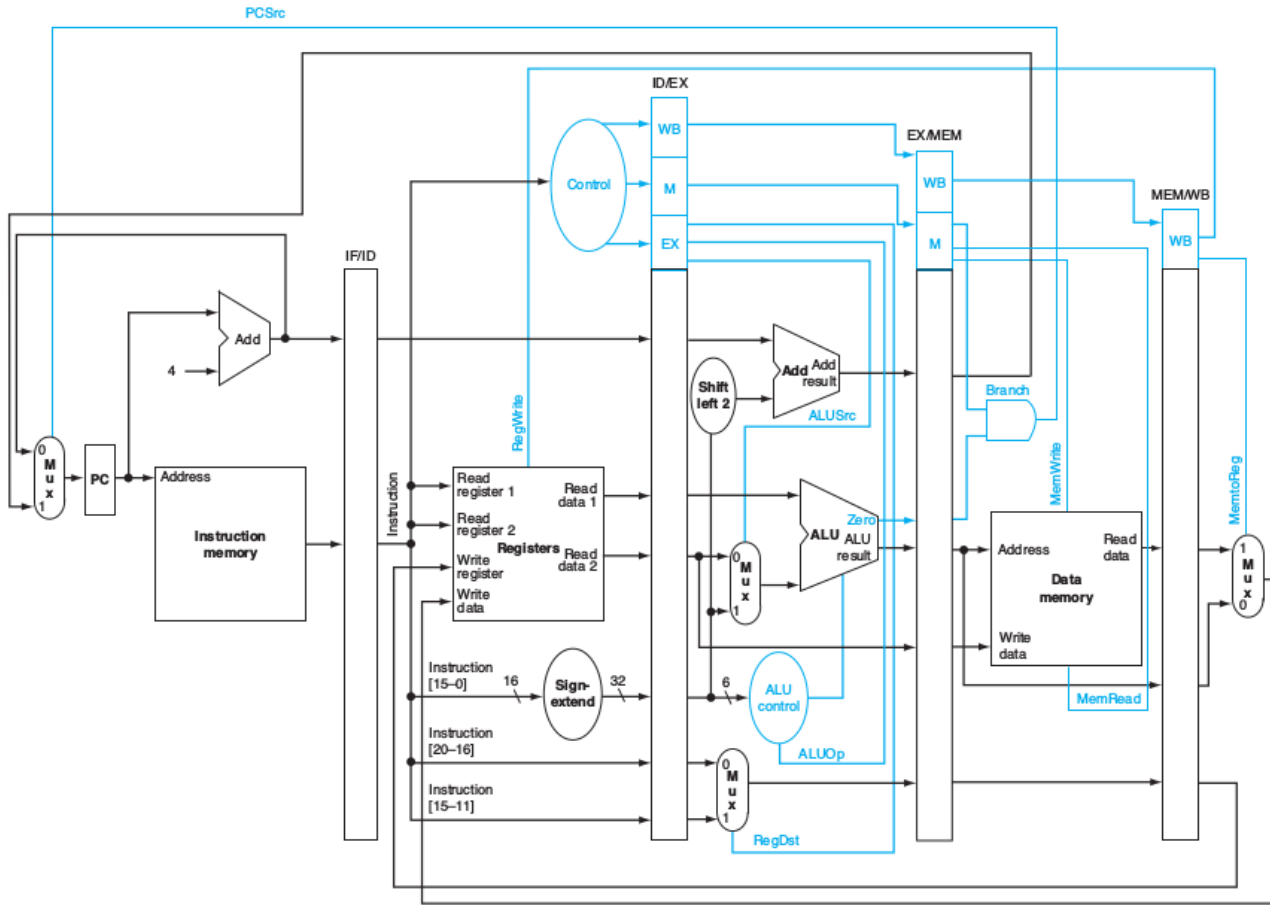 PCSrc
ID/EX
WB
EX/MEM
Control
M
WB
MEM/WB
EX
M
WB
IF/ID
Add
4
Shift
left 2
Add
Add
result
Branch
RegWrite
ALUSrc
MemWrite
MemtoReg
0
M
u
x
1
PC
Address
Instruction
memory
Instruction
Read
register 1
Read
data 1
Read
register 2
Registers
Write
register
Read
data 2
Write
data
0
M
u
x
1
Zero
ALU
ALU
result
Address
Read
data
Data
memory
Write
data
1
M
u
x
0
Instruction
[15–0]
16
Sign-
extend
32
6
ALU
control
MemRead
Instruction
[20–16]
ALUOp
0
M
u
x
1
Instruction
[15–11]
RegDst